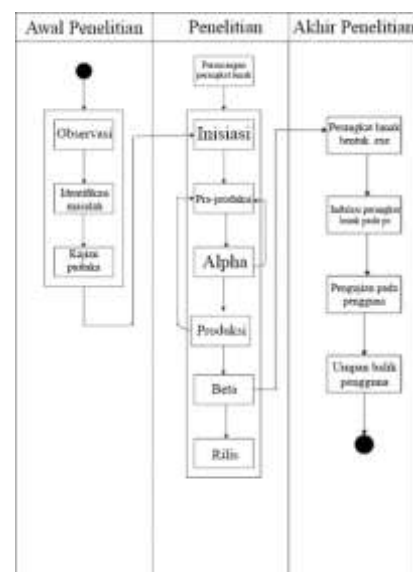 Awal Penelitian
Penelitian
Akhir Penelitian
Observasi
Identifikasi
masalah
Kajian
pustaka
Perancangan
perangkat lunak
Inisiasi
Pra-produksi
Alpha
Produksi
Beta
Rilis
Perangkat lunak
bentuk .exe
Instalasi perangkat
lunak pada pc
Pengujian pada
pengguna
Umpan balik
pengguna